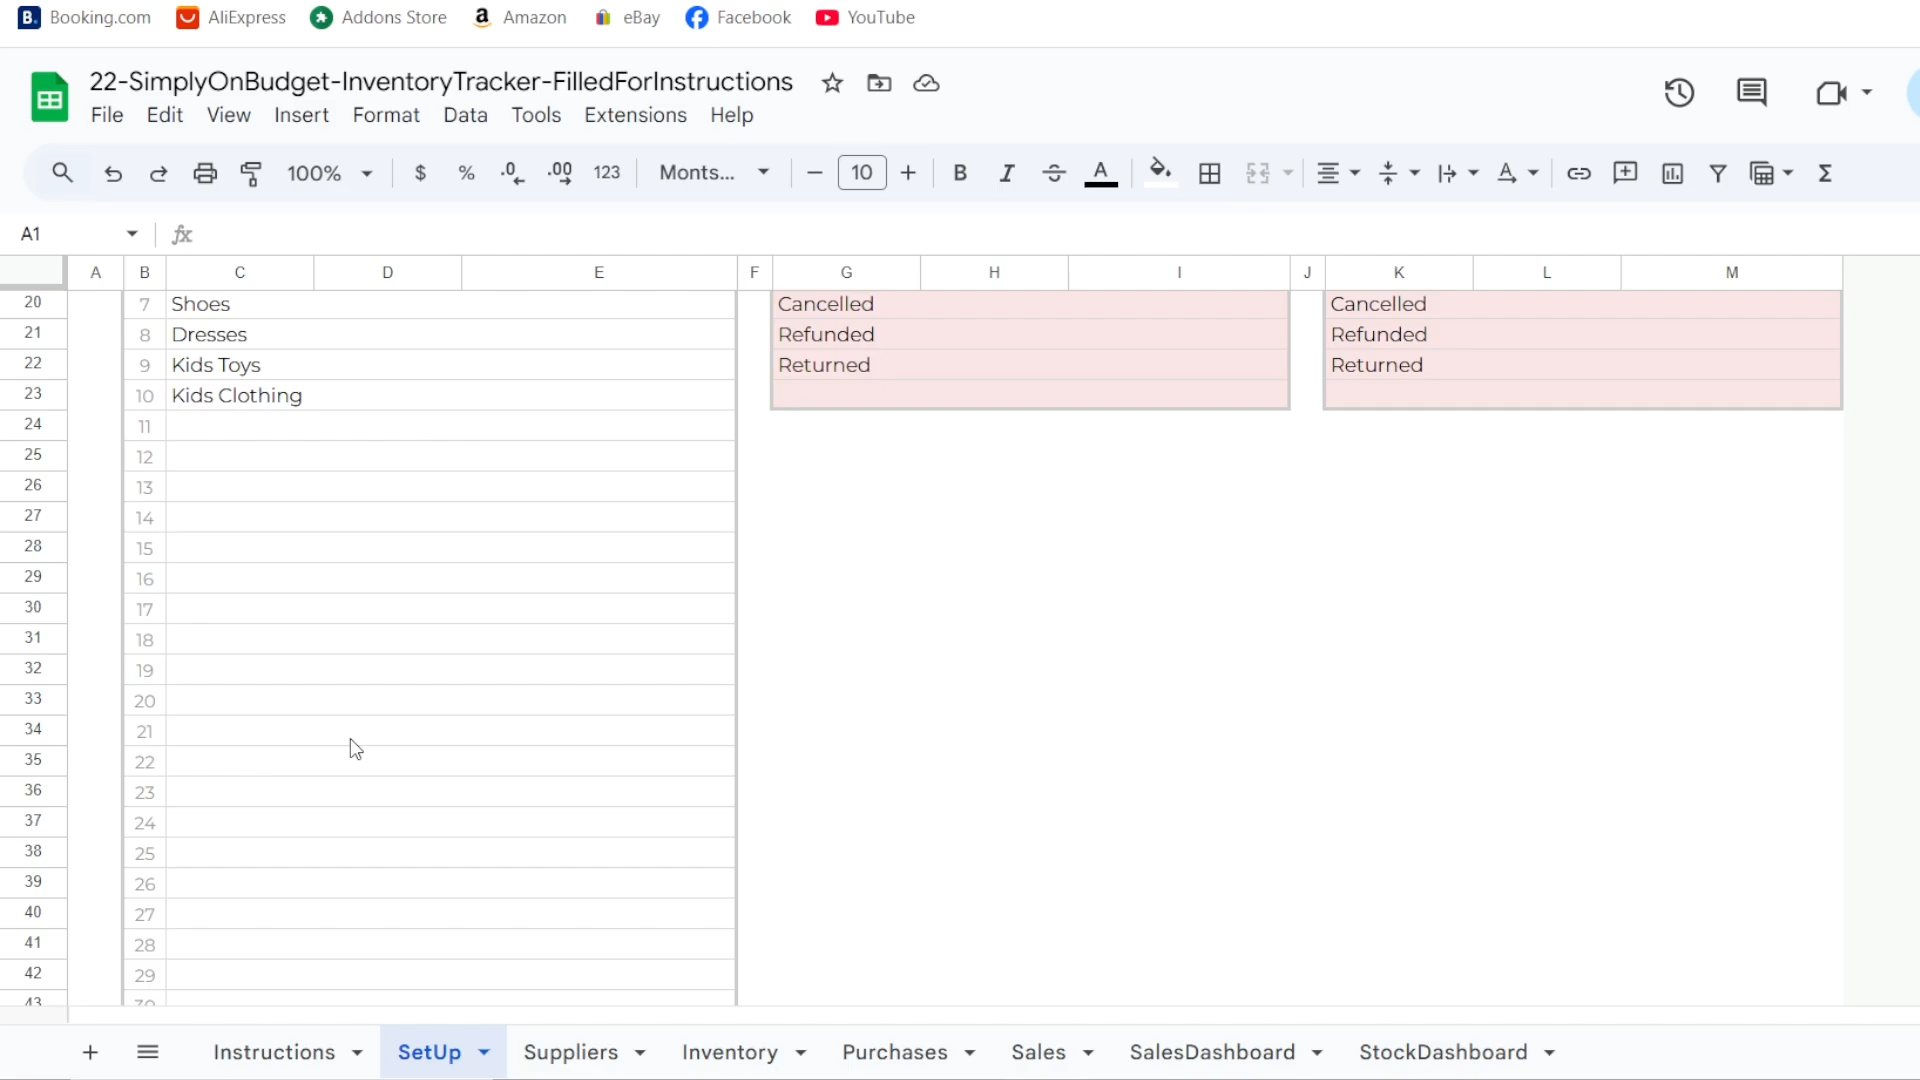 Booking.com AliExpress Addons Store Amazon eBay Facebook YouTube
22-SimplyOnBudget-InventoryTracker-FilledForInstructions
File Edit View Insert Format Data Tools Extensions Help
100% $ % .0 .00 123 Monts... 10 B I A
A1 fx
A B C D E F G H I J K L M
20 7 Shoes Cancelled Cancelled
21 8 Dresses Refunded Refunded
22 9 Kids Toys Returned Returned
23 10 Kids Clothing
24 11
25 12
26 13
27 14
28 15
29 16
30 17
31 18
32 19
33 20
34 21
35 22
36 23
37 24
38 25
39 26
40 27
41 28
42 29
43 30
Instructions SetUp Suppliers Inventory Purchases Sales SalesDashboard StockDashboard